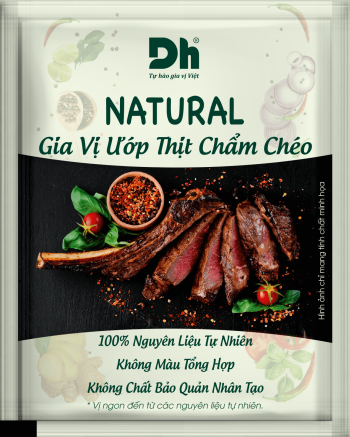 Dh®
Tự hào gia vị Việt
NATURAL
Gia Vị Ướp Thịt Chẩm Chéo
Hình ảnh chỉ mang tính chất minh họa
100% Nguyên Liệu Tự Nhiên
Không Màu Tổng Hợp
Không Chất Bảo Quản Nhân Tạo
* Vị ngon đến từ các nguyên liệu tự nhiên.